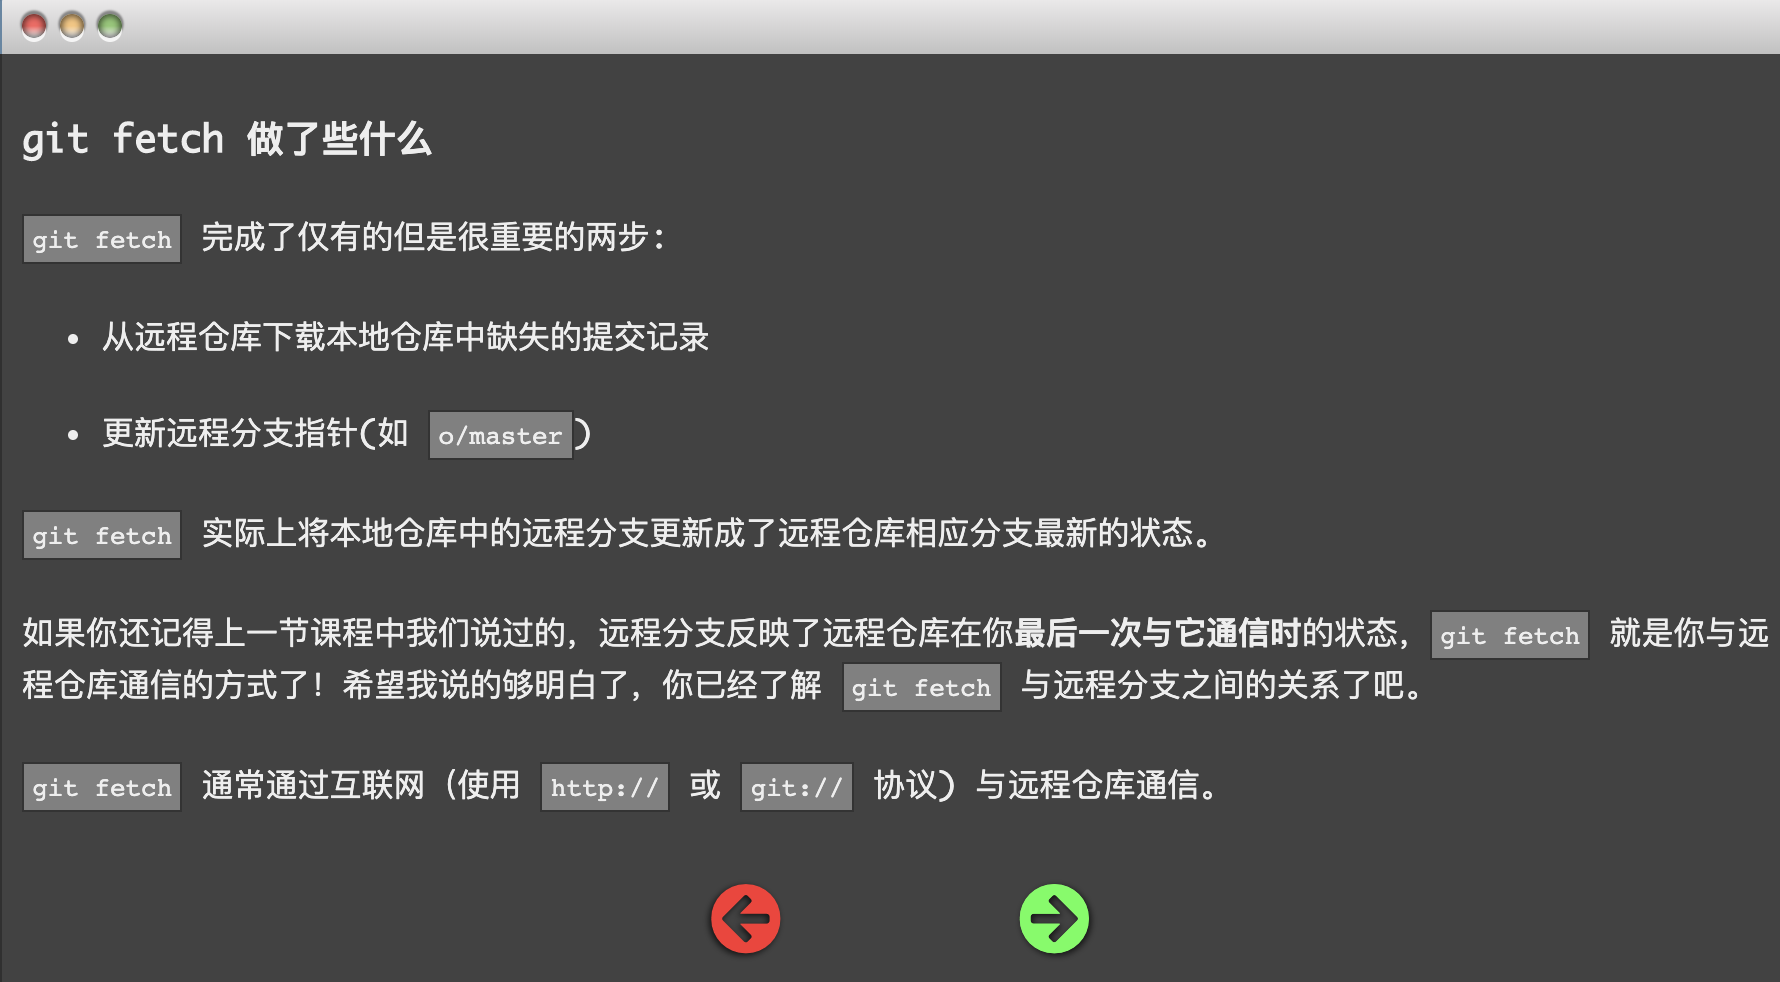 git fetch 做了些什么
git fetch 完成了仅有的但是很重要的两步：
• 从远程仓库下载本地仓库中缺失的提交记录
• 更新远程分支指针(如 o/master)
git fetch 实际上将本地仓库中的远程分支更新成了远程仓库相应分支最新的状态。
如果你还记得上一节课程中我们说过的，远程分支反映了远程仓库在你最后一次与它通信时的状态，git fetch 就是你与远
程仓库通信的方式了！希望我说的够明白了，你已经了解 git fetch 与远程分支之间的关系了吧。
git fetch 通常通过互联网（使用 http:// 或 git:// 协议）与远程仓库通信。